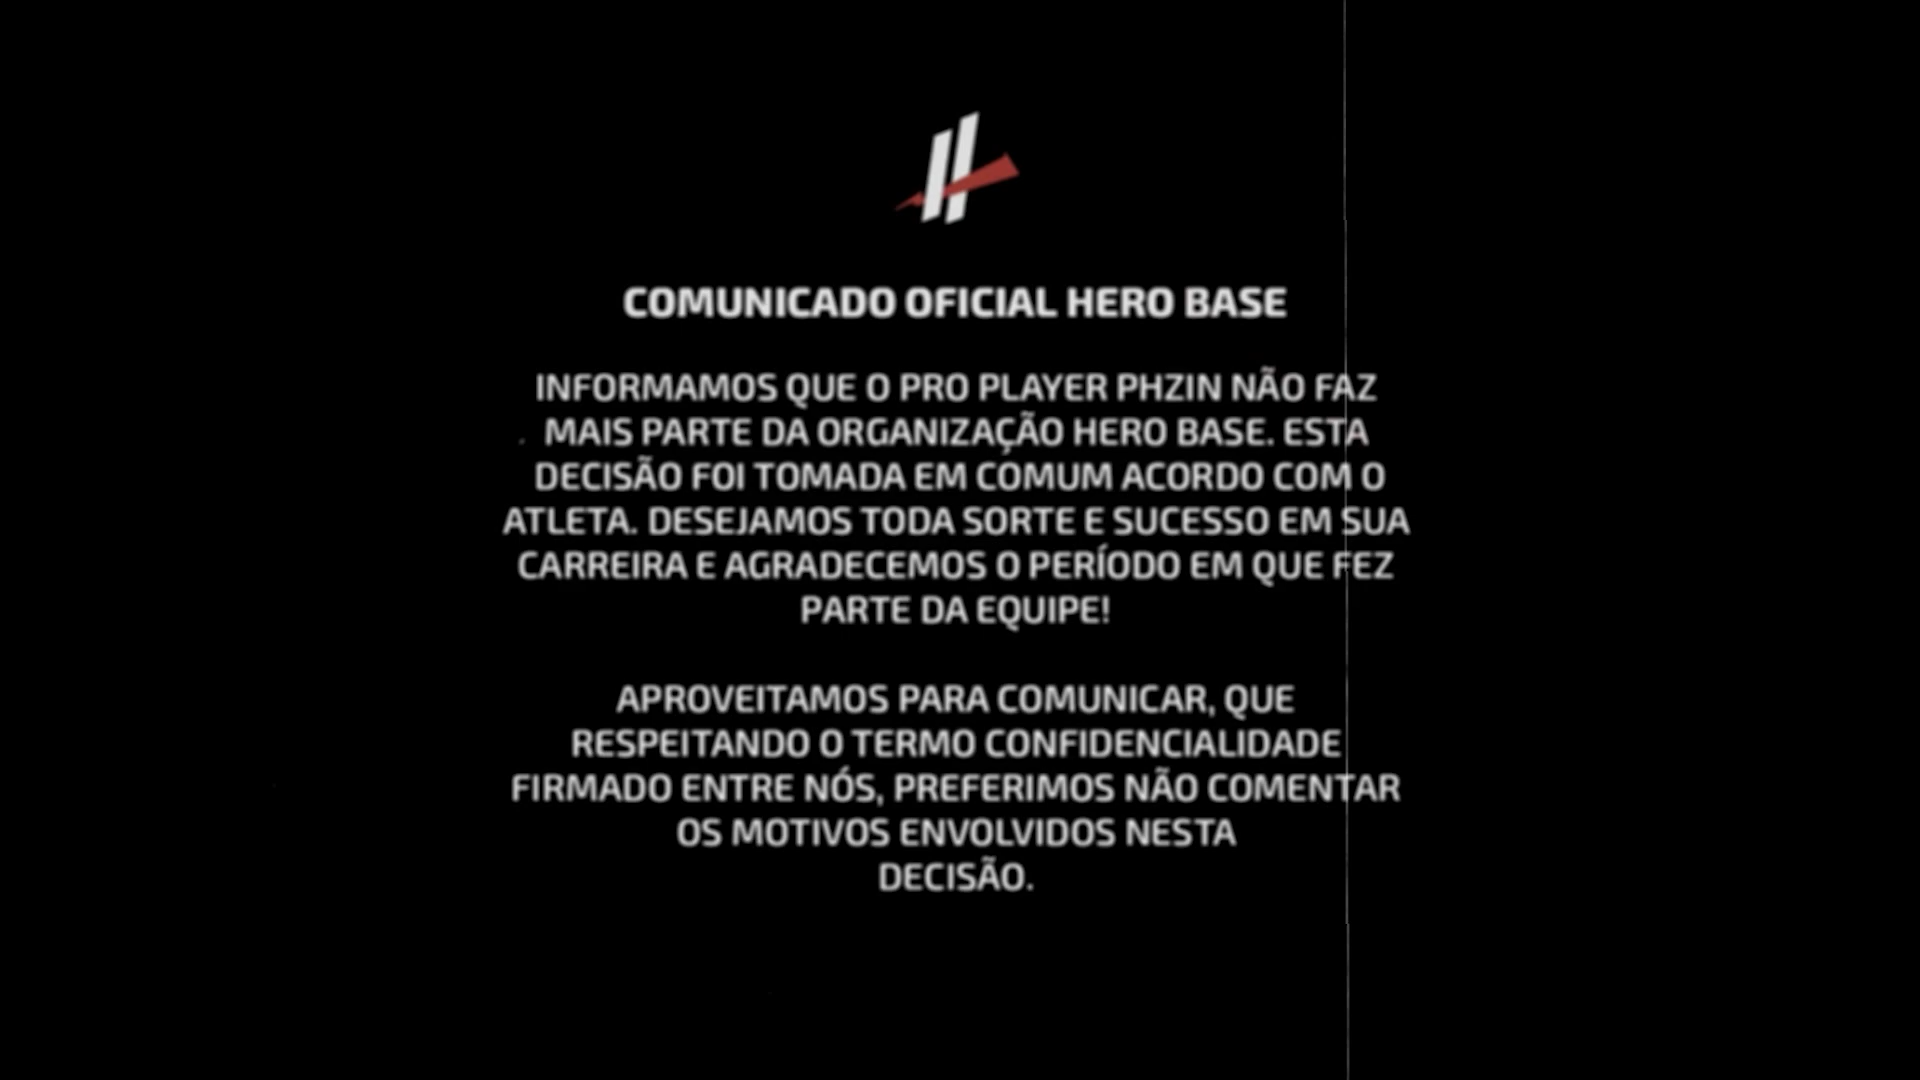 COMUNICADO OFICIAL HERO BASE
INFORMAMOS QUE O PRO PLAYER PHZIN NÃO FAZ
MAIS PARTE DA ORGANIZAÇÃO HERO BASE. ESTA
DECISÃO FOI TOMADA EM COMUM ACORDO COM O
ATLETA. DESEJAMOS TODA SORTE E SUCESSO EM SUA
CARREIRA E AGRADECEMOS O PERÍODO EM QUE FEZ
PARTE DA EQUIPE!
APROVEITAMOS PARA COMUNICAR, QUE
RESPEITANDO O TERMO CONFIDENCIALIDADE
FIRMADO ENTRE NÓS, PREFERIMOS NÃO COMENTAR
OS MOTIVOS ENVOLVIDOS NESTA
DECISÃO.